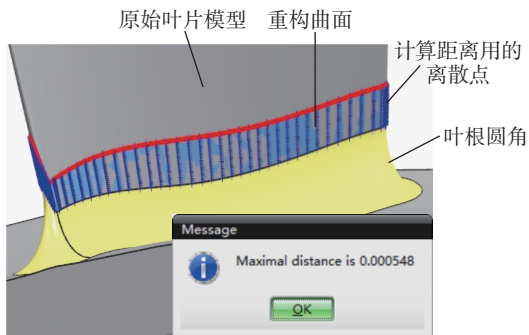 原始叶片模型
重构曲面
计算距离用的
离散点
叶根圆角
Message
Maximal distance is 0.000548
OK